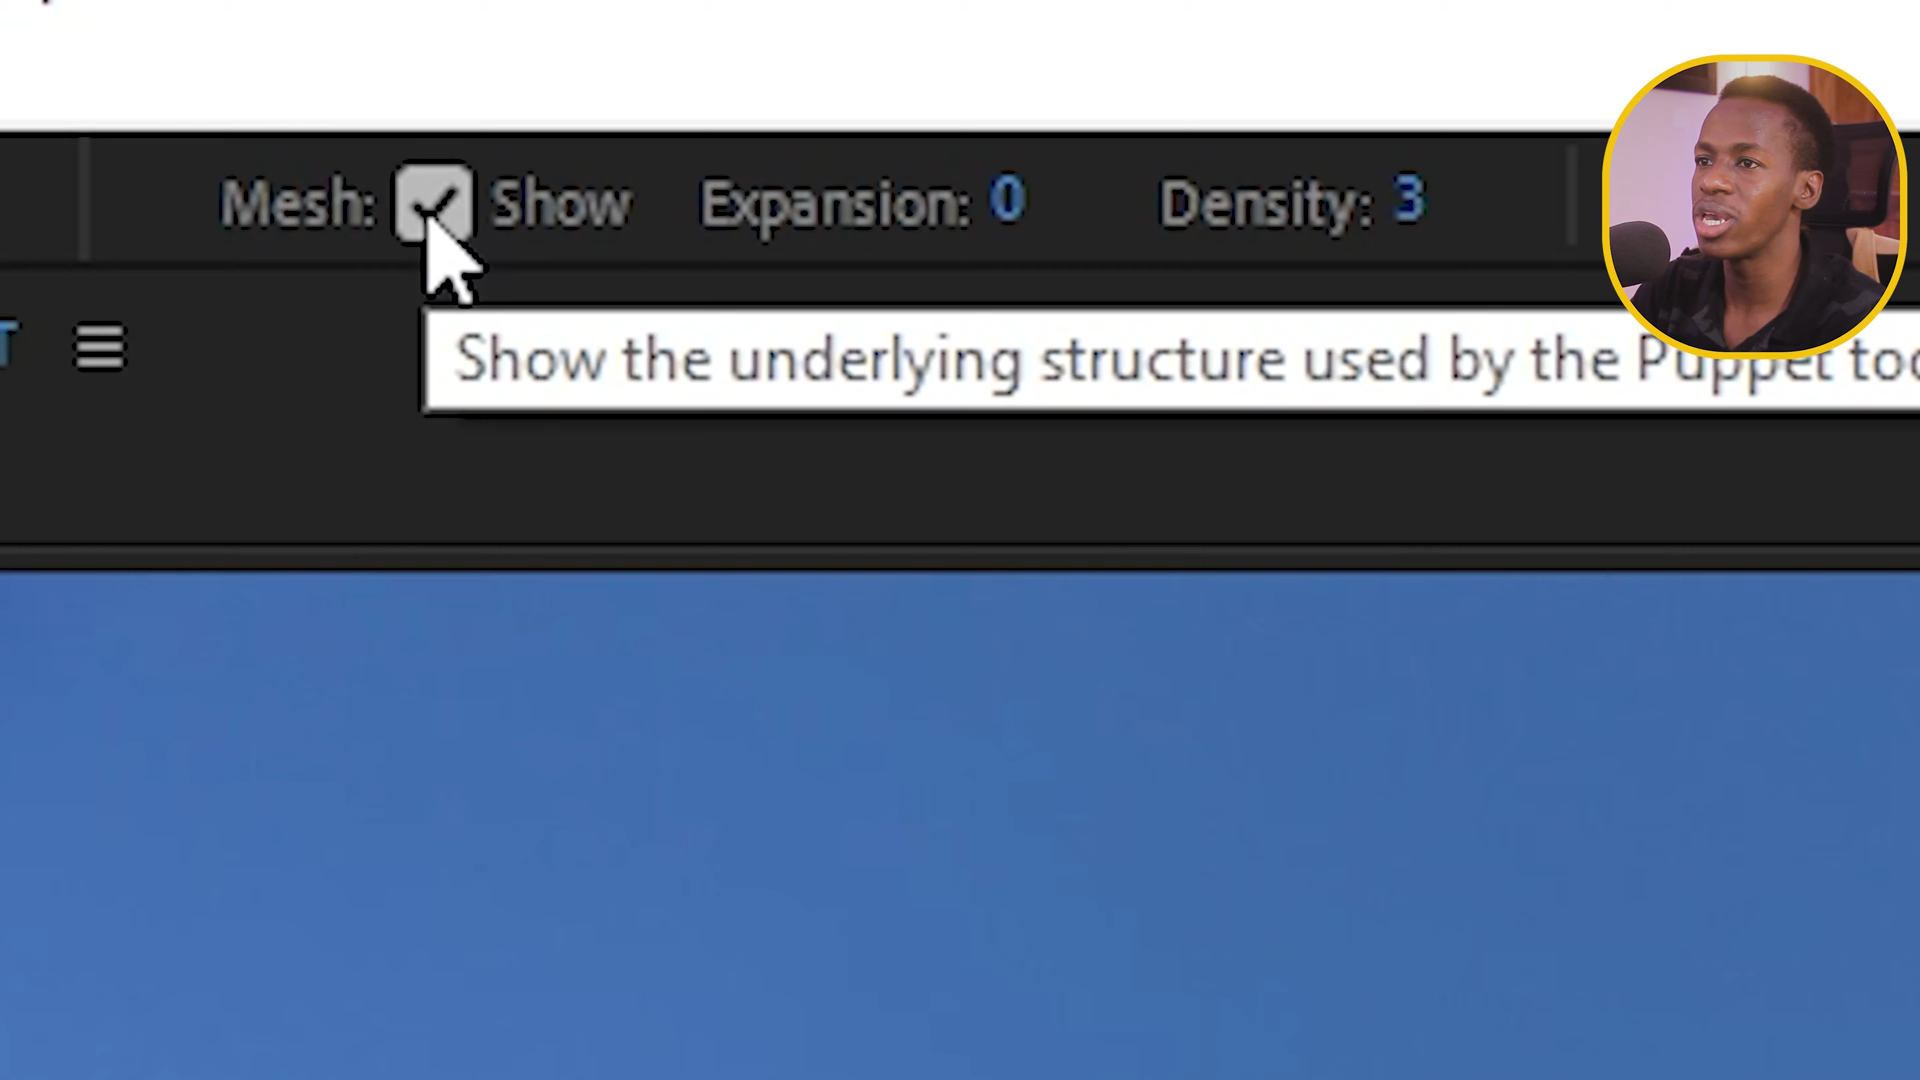 Mesh: Show Expansion: 0 Density: 3
Show the underlying structure used by the Puppet